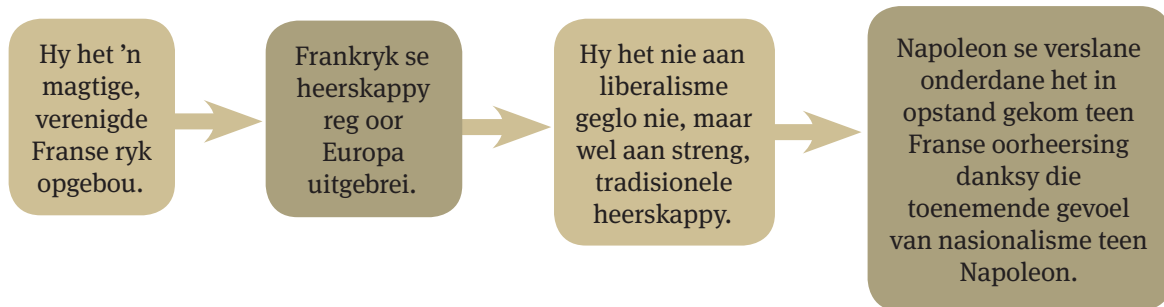 Hy het ’n
magtige,
verenigde
Franse ryk
opgebou.
Frankryk se
heerskappy
reg oor
Europa
uitgebrei.
Hy het nie aan
liberalisme
geglo nie, maar
wel aan streng,
tradisionele
heerskappy.
Napoleon se verslane
onderdane het in
opstand gekom teen
Franse oorheersing
danksy die
toenemende gevoel
van nasionalisme teen
Napoleon.